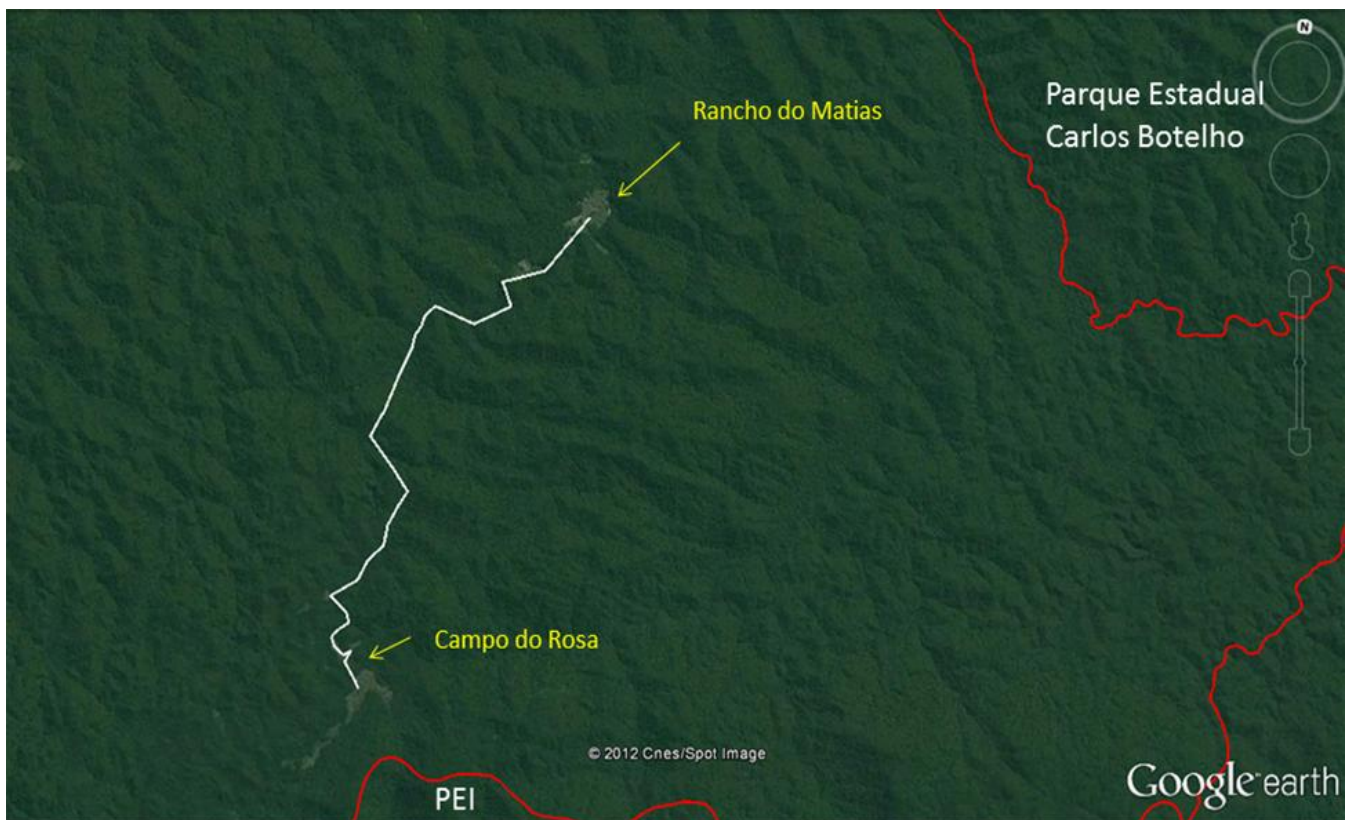 N
Parque Estadual
Carlos Botelho
Rancho do Matias
Campo do Rosa
© 2012 Cnes/Spot Image
PEI
Google earth